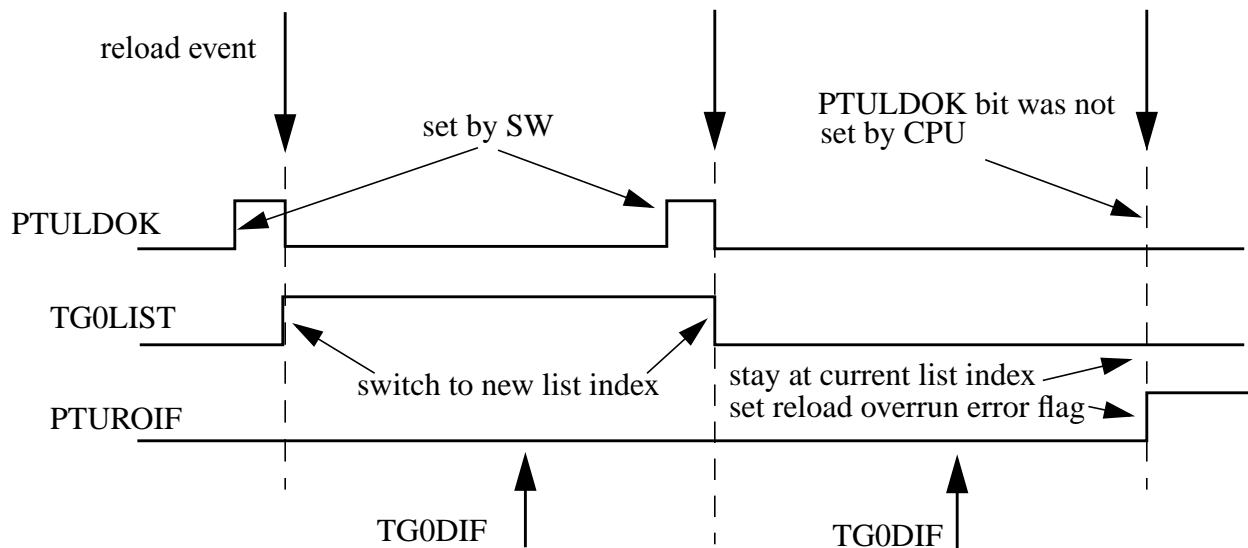 reload event
set by SW
PTULDOK bit was not
set by CPU
PTULDOK
TG0LIST
switch to new list index
stay at current list index
set reload overrun error flag
PTUROIF
TG0DIF
TG0DIF